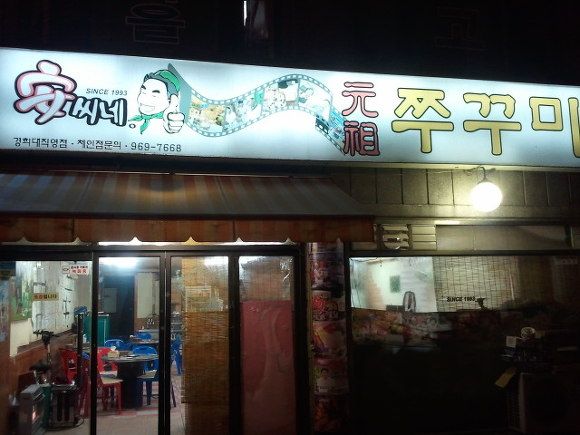 SINCE 1993
安씨네
경희대직영점 · 체인점문의 · 969-7668
元祖
쭈꾸미
SINCE 1993